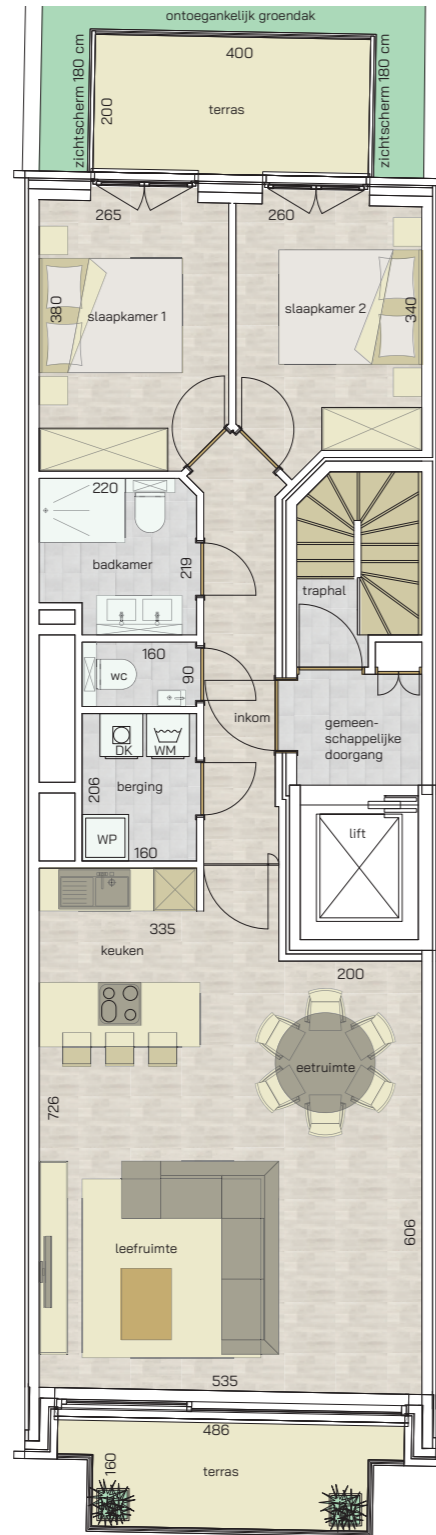 ontoegankelijk groendak
zichtscherm 180 cm
400
zichtscherm 180 cm
200
terras
265
260
380
slaapkamer 1
slaapkamer 2
340
220
badkamer
219
traphal
160
wc
90
inkom
gemeen-
schappelijke
doorgang
DK
WM
206
berging
WP
160
lift
335
keuken
200
eetruimte
726
606
leefruimte
535
486
160
terras